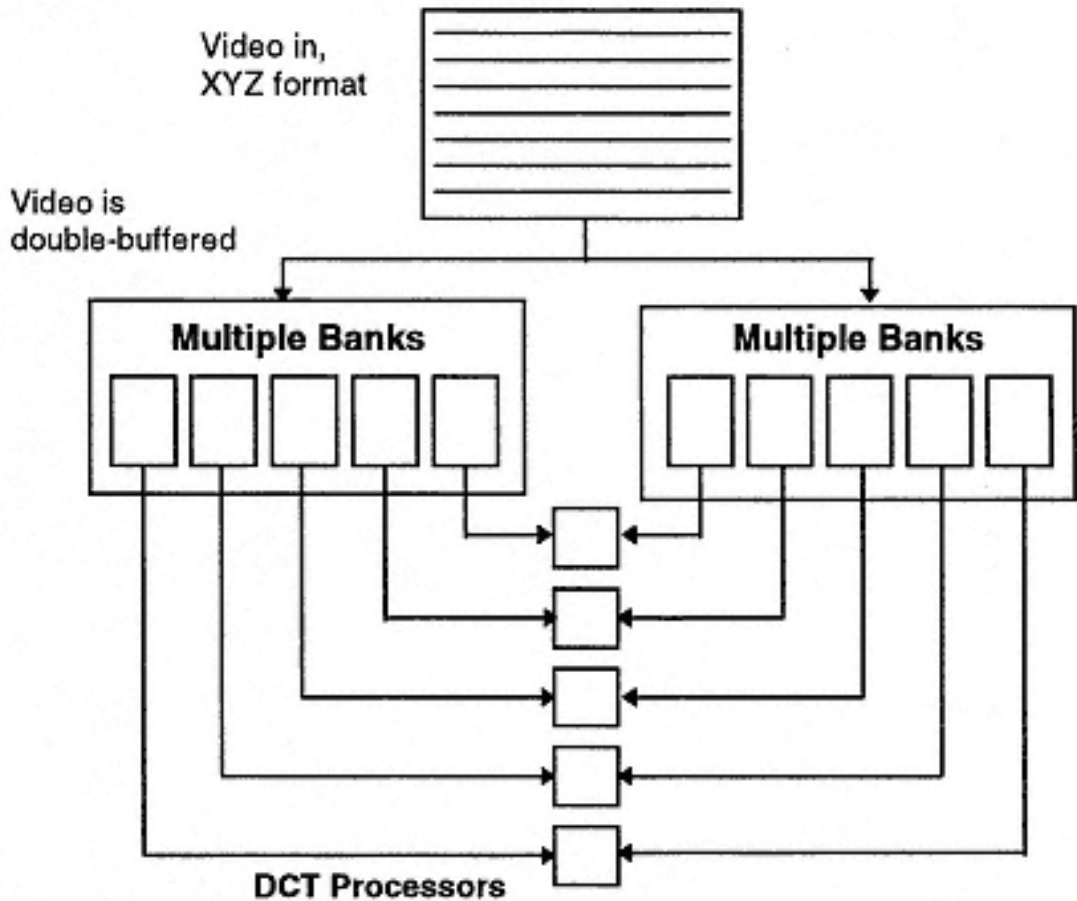 Video in,
XYZ format
Video is
double-buffered
Multiple Banks
Multiple Banks
DCT Processors